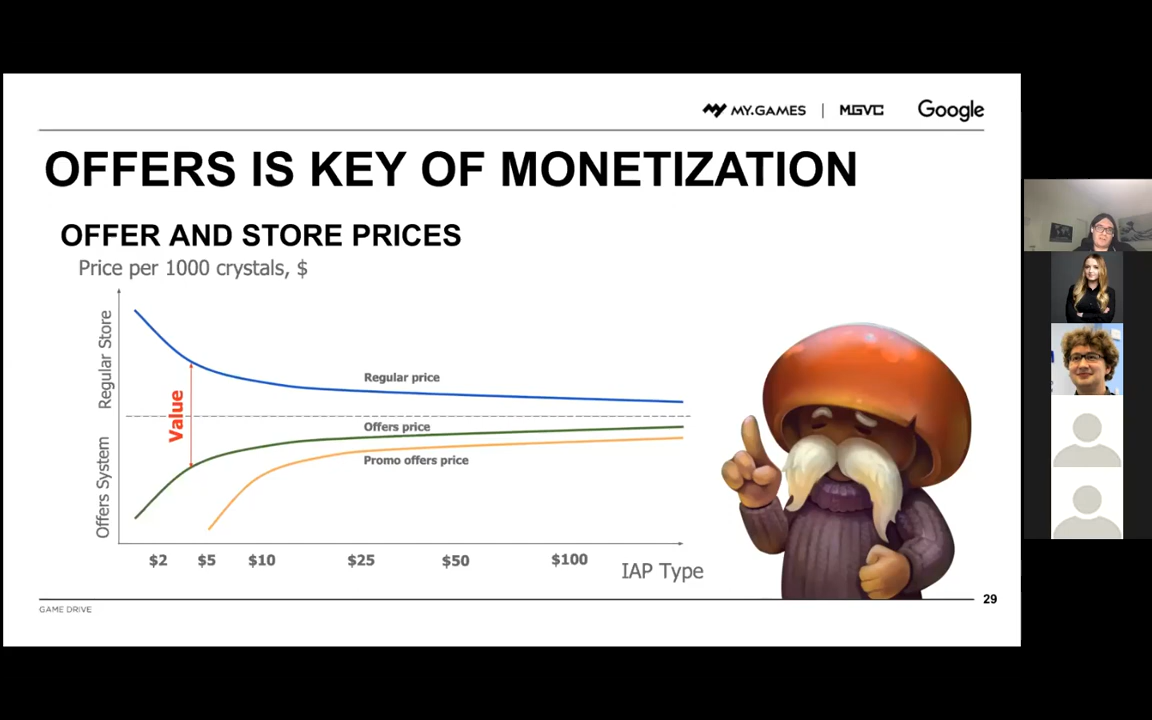 MY.GAMES | MGVC Google
OFFERS IS KEY OF MONETIZATION
OFFER AND STORE PRICES
Price per 1000 crystals, $
Regular Store
Offers System
Value
Regular price
Offers price
Promo offers price
$2 $5 $10 $25 $50 $100
IAP Type
GAME DRIVE
29